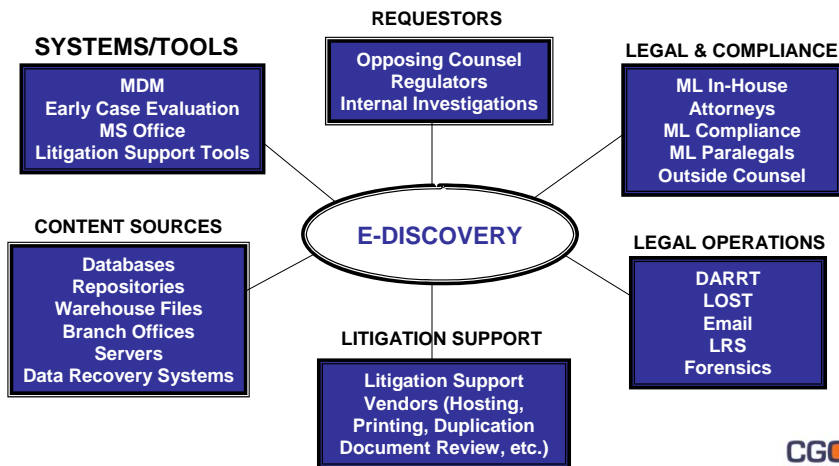 REQUESTORS
Opposing Counsel
Regulators
Internal Investigations
SYSTEMS/TOOLS
MDM
Early Case Evaluation
MS Office
Litigation Support Tools
LEGAL & COMPLIANCE
ML In-House
Attorneys
ML Compliance
ML Paralegals
Outside Counsel
E-DISCOVERY
CONTENT SOURCES
Databases
Repositories
Warehouse Files
Branch Offices
Servers
Data Recovery Systems
LEGAL OPERATIONS
DARRT
LOST
Email
LRS
Forensics
LITIGATION SUPPORT
Litigation Support
Vendors (Hosting,
Printing, Duplication
Document Review, etc.)